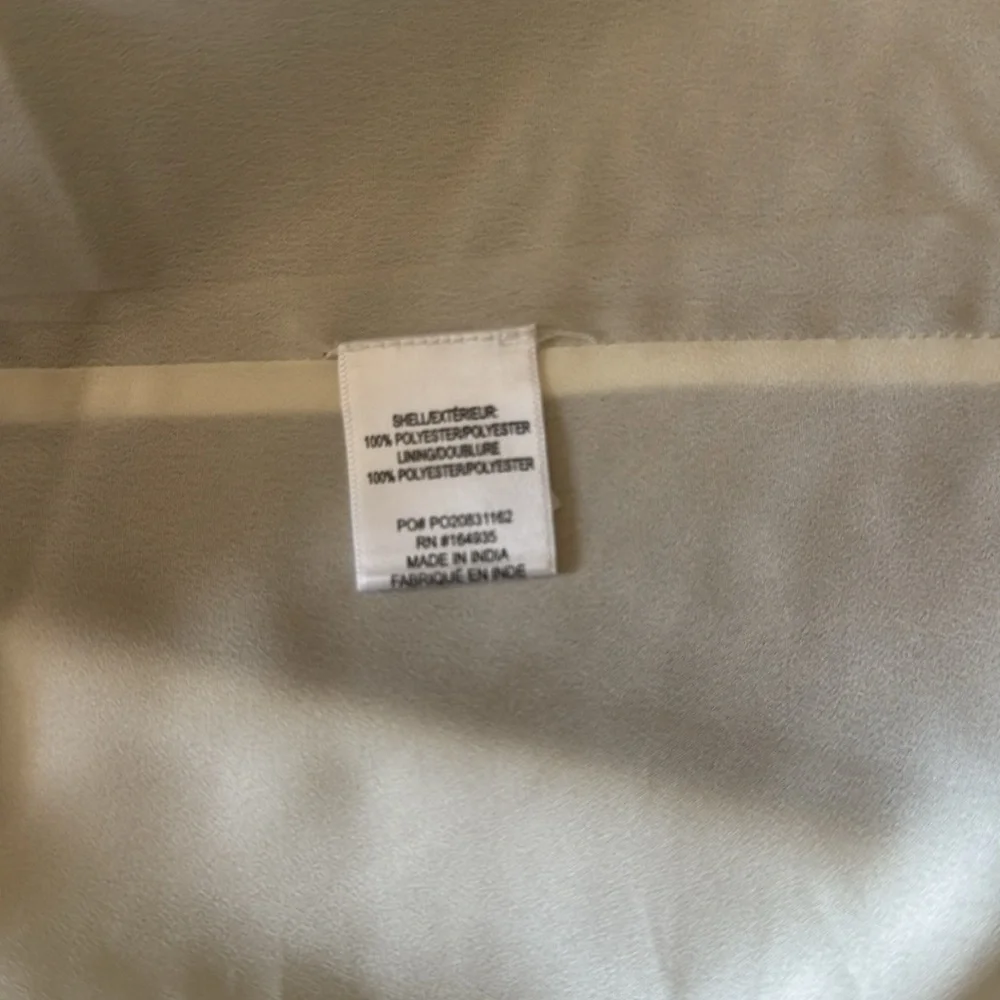 SHELL/EXTÉRIEUR:
100% POLYESTER/POLYESTER
LINING/DOUBLURE
100% POLYESTER/POLYESTER
PO# PO20831162
RN #164935
MADE IN INDIA
FABRIQUÉ EN INDE